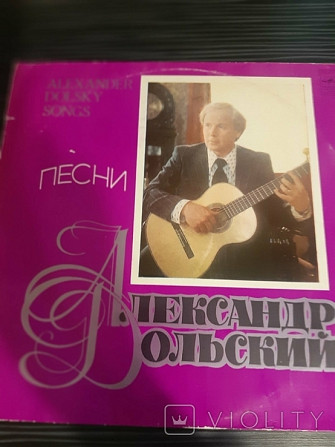 ALEXANDER
DOLSKY
SONGS
ПЕСНИ
АЛЕКСАНДР
ДОЛЬСКИЙ
VIOLITY